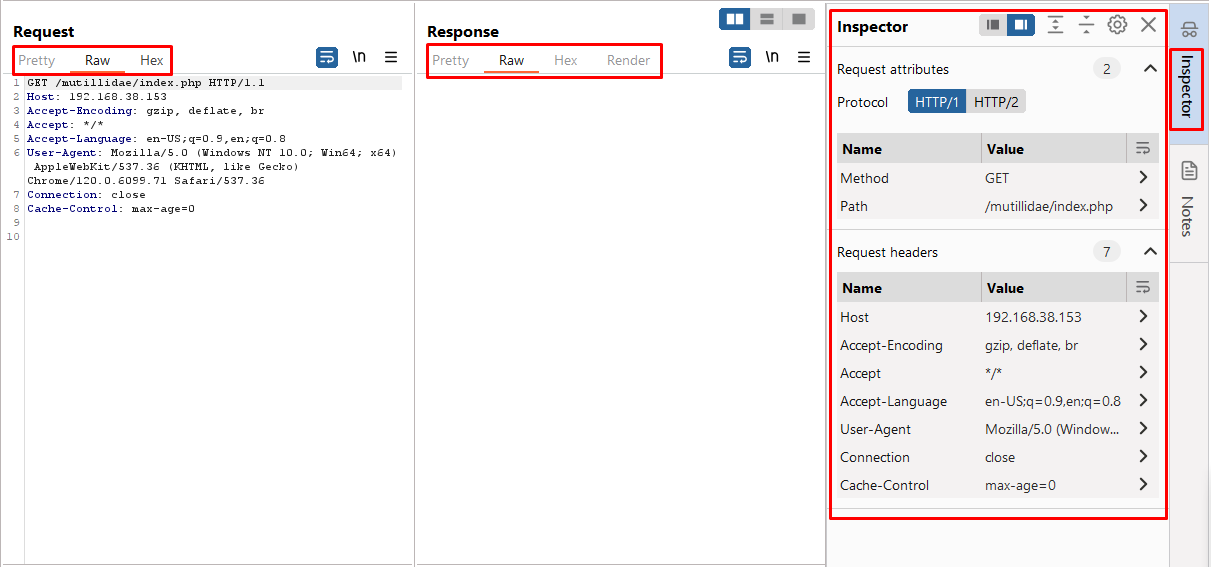 Request
Pretty Raw Hex \n
1 GET /mutillidae/index.php HTTP/1.1
2 Host: 192.168.38.153
3 Accept-Encoding: gzip, deflate, br
4 Accept: */*
5 Accept-Language: en-US;q=0.9,en;q=0.8
6 User-Agent: Mozilla/5.0 (Windows NT 10.0; Win64; x64)
AppleWebKit/537.36 (KHTML, like Gecko)
Chrome/120.0.6099.71 Safari/537.36
7 Connection: close
8 Cache-Control: max-age=0
9
10
Response
Pretty Raw Hex Render \n
Inspector
Request attributes 2
Protocol HTTP/1 HTTP/2
Name Value
Method GET
Path /mutillidae/index.php
Request headers 7
Name Value
Host 192.168.38.153
Accept-Encoding gzip, deflate, br
Accept */*
Accept-Language en-US;q=0.9,en;q=0.8
User-Agent Mozilla/5.0 (Window...
Connection close
Cache-Control max-age=0
Inspector
Notes